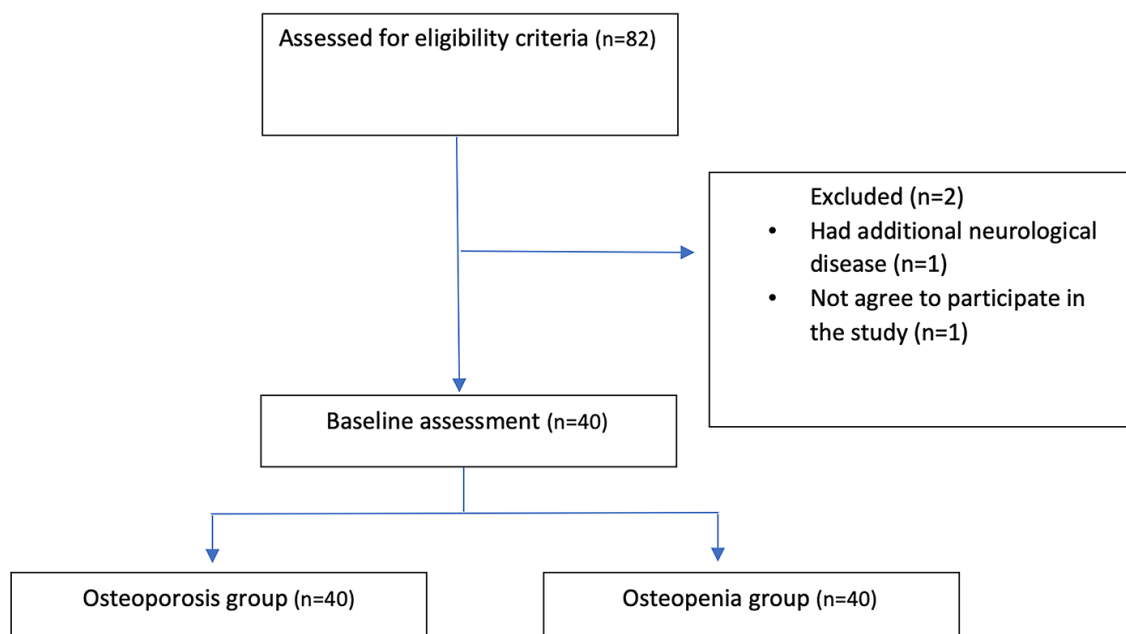 Assessed for eligibility criteria (n=82)
Excluded (n=2)
• Had additional neurological
disease (n=1)
• Not agree to participate in
the study (n=1)
Baseline assessment (n=40)
Osteoporosis group (n=40)
Osteopenia group (n=40)